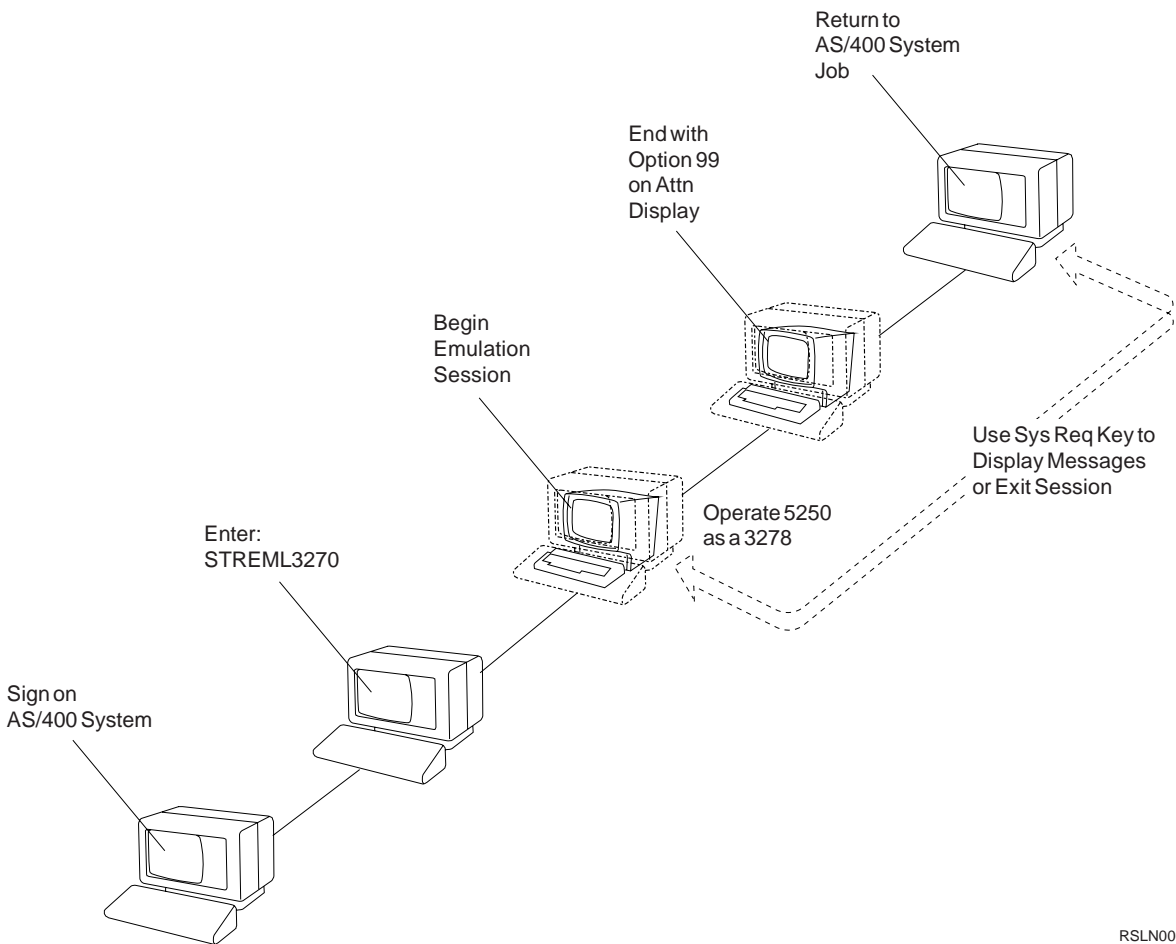 Return to
AS/400 System
Job
End with
Option 99
on Attn
Display
Begin
Emulation
Session
Use Sys Req Key to
Display Messages
or Exit Session
Operate 5250
as a 3278
Enter:
STREML3270
Sign on
AS/400 System
RSLN00